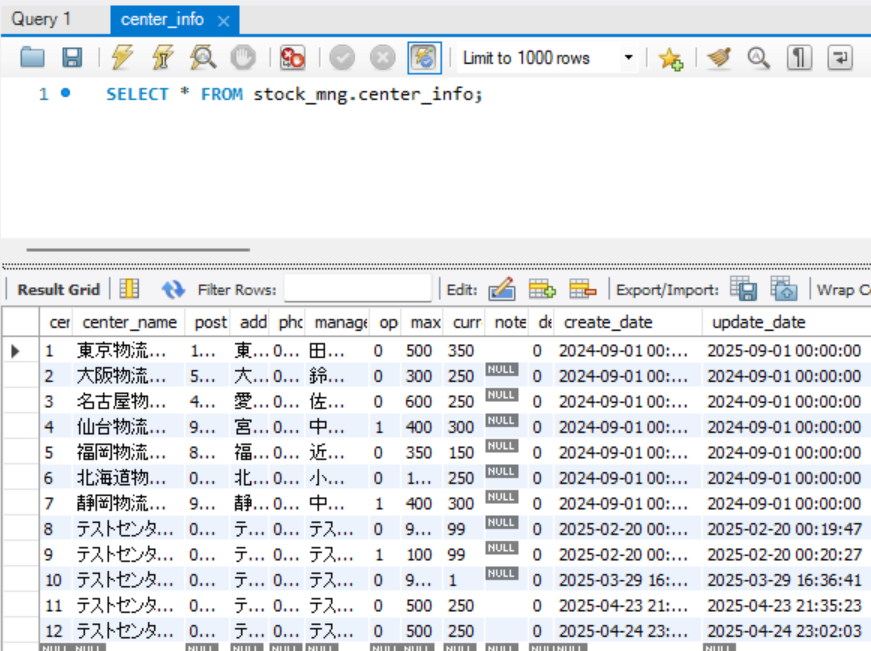 Query 1 center_info ×
Limit to 1000 rows
1 SELECT * FROM stock_mng.center_info;
Result Grid Filter Rows: Edit: Export/Import: Wrap C
cer center_name post add phc manage op max curr note de create_date update_date
1 東京物流... 1... 東... 0... 田... 0 500 350 0 2024-09-01 00:... 2025-09-01 00:00:00
2 大阪物流... 5... 大... 0... 鈴... 0 300 250 NULL 0 2024-09-01 00:... 2024-09-01 00:00:00
3 名古屋物... 4... 愛... 0... 佐... 0 600 250 NULL 0 2024-09-01 00:... 2024-09-01 00:00:00
4 仙台物流... 9... 宮... 0... 中... 1 400 300 NULL 0 2024-09-01 00:... 2024-09-01 00:00:00
5 福岡物流... 8... 福... 0... 近... 0 350 150 NULL 0 2024-09-01 00:... 2024-09-01 00:00:00
6 北海道物... 0... 北... 0... 小... 0 1... 250 NULL 0 2024-09-01 00:... 2024-09-01 00:00:00
7 静岡物流... 9... 静... 0... 中... 1 400 300 NULL 0 2024-09-01 00:... 2024-09-01 00:00:00
8 テストセンタ... 0... テ... 0... テス... 0 9... 99 NULL 0 2025-02-20 00:... 2025-02-20 00:19:47
9 テストセンタ... 0... テ... 0... テス... 1 100 99 NULL 0 2025-02-20 00:... 2025-02-20 00:20:27
10 テストセンタ... 0... テ... 0... テス... 0 9... 1 NULL 0 2025-03-29 16:... 2025-03-29 16:36:41
11 テストセンタ... 0... テ... 0... テス... 0 500 250 0 2025-04-23 21:... 2025-04-23 21:35:23
12 テストセンタ... 0... テ... 0... テス... 0 500 250 0 2025-04-24 23:... 2025-04-24 23:02:03
NULL NULL NULL NULL NULL NULL NULL NULL NULL NULL NULL NULL NULL